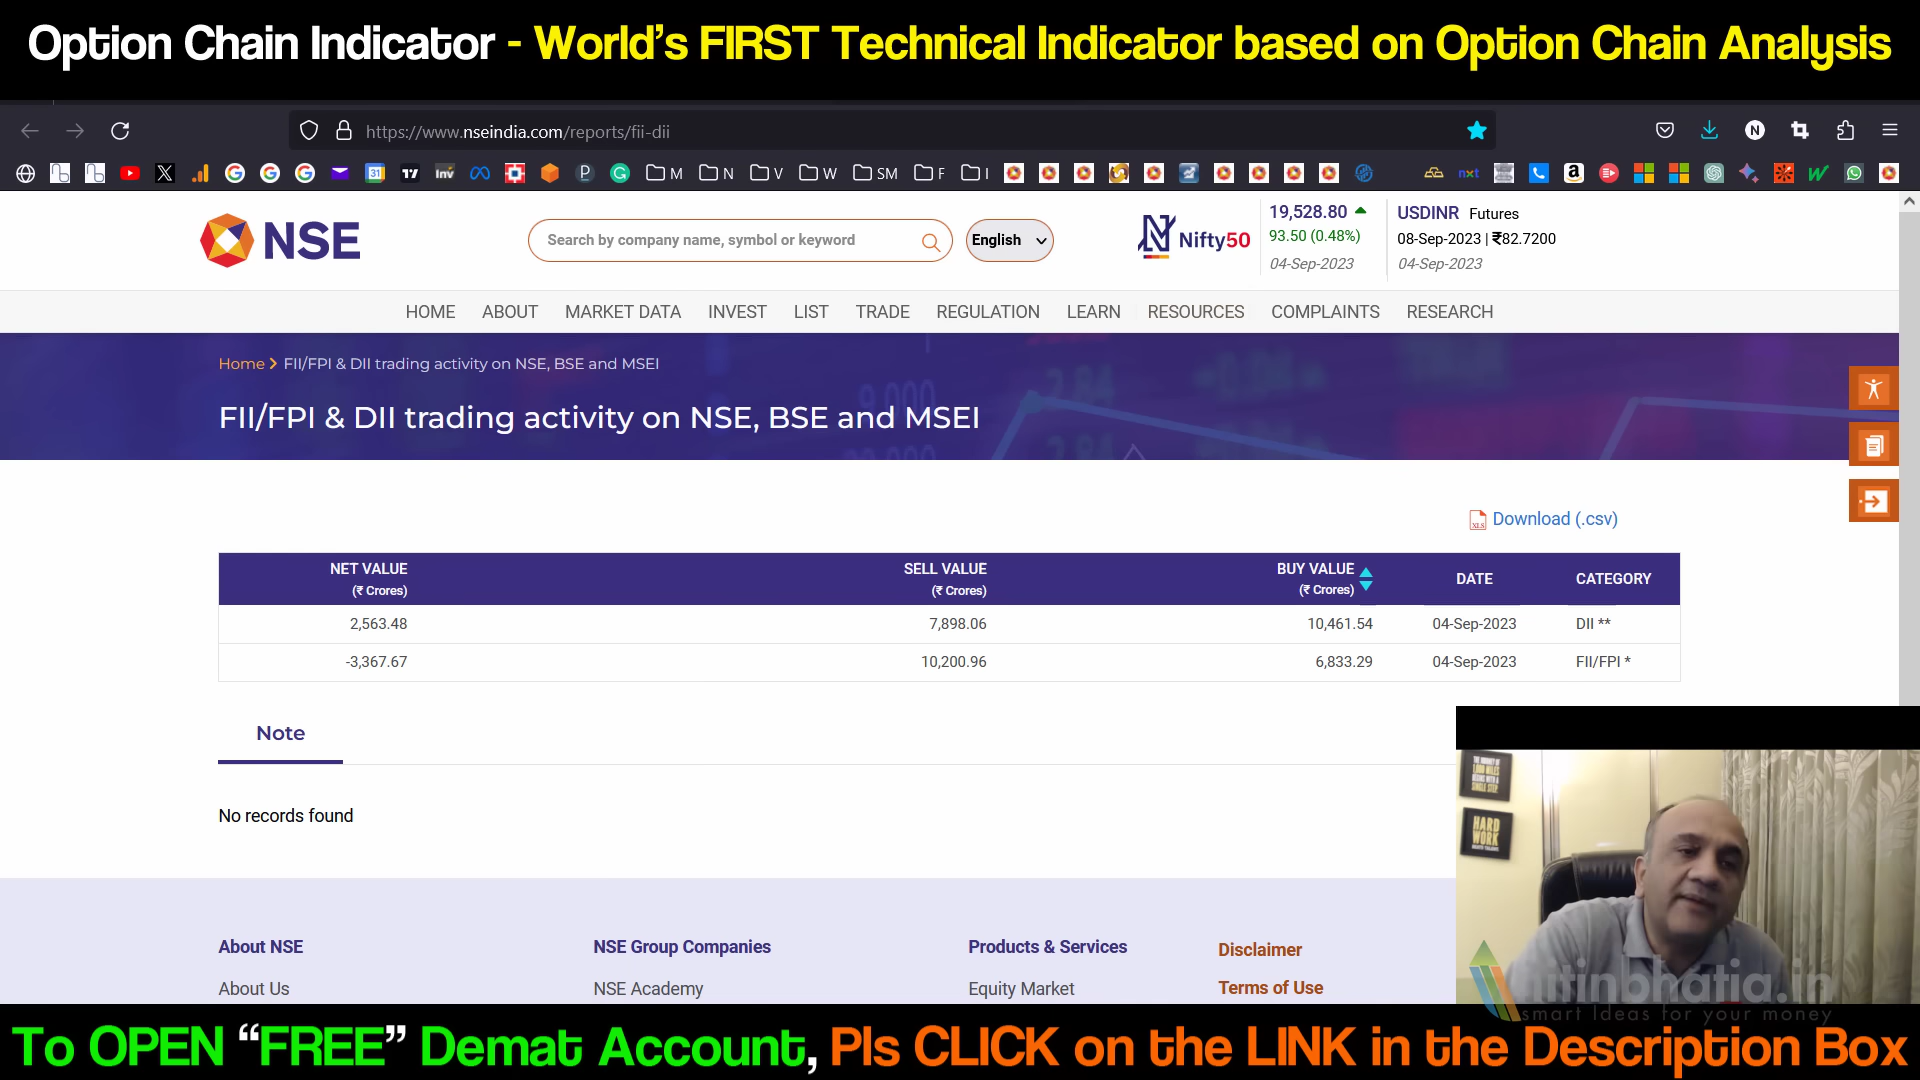 Option Chain Indicator - World's FIRST Technical Indicator based on Option Chain Analysis
https://www.nseindia.com/reports/fii-dii
M N V W SM F I
NSE
Search by company name, symbol or keyword
English
Nifty50
19,528.80
93.50 (0.48%)
04-Sep-2023
USDINR Futures
08-Sep-2023 | ₹82.7200
04-Sep-2023
HOME ABOUT MARKET DATA INVEST LIST TRADE REGULATION LEARN RESOURCES COMPLAINTS RESEARCH
Home > FII/FPI & DII trading activity on NSE, BSE and MSEI
FII/FPI & DII trading activity on NSE, BSE and MSEI
Download (.csv)
NET VALUE (₹ Crores) SELL VALUE (₹ Crores) BUY VALUE (₹ Crores) DATE CATEGORY
2,563.48 7,898.06 10,461.54 04-Sep-2023 DII **
-3,367.67 10,200.96 6,833.29 04-Sep-2023 FII/FPI *
Note
No records found
HARD
WORK
About NSE NSE Group Companies Products & Services Disclaimer
About Us NSE Academy Equity Market Terms of Use
nitinbhatia.in
smart Ideas for your money
To OPEN “FREE” Demat Account, Pls CLICK on the LINK in the Description Box